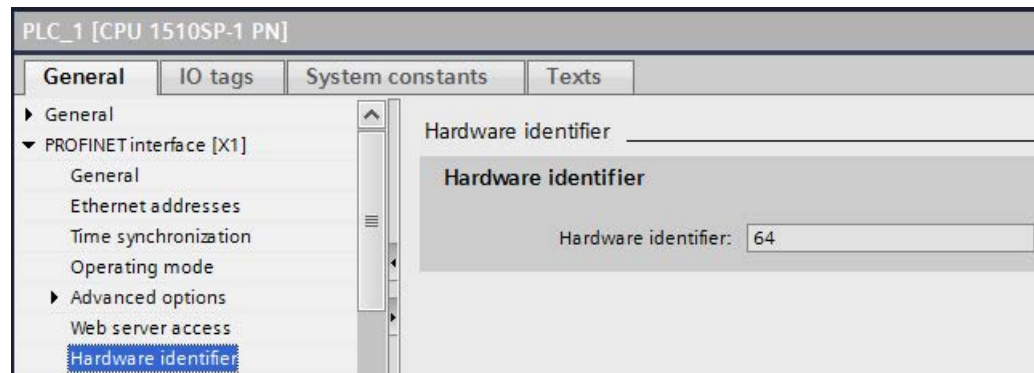 PLC_1 [CPU 1510SP-1 PN]
General IO tags System constants Texts
General
PROFINET interface [X1]
General
Ethernet addresses
Time synchronization
Operating mode
Advanced options
Web server access
Hardware identifier
Hardware identifier
Hardware identifier
Hardware identifier: 64